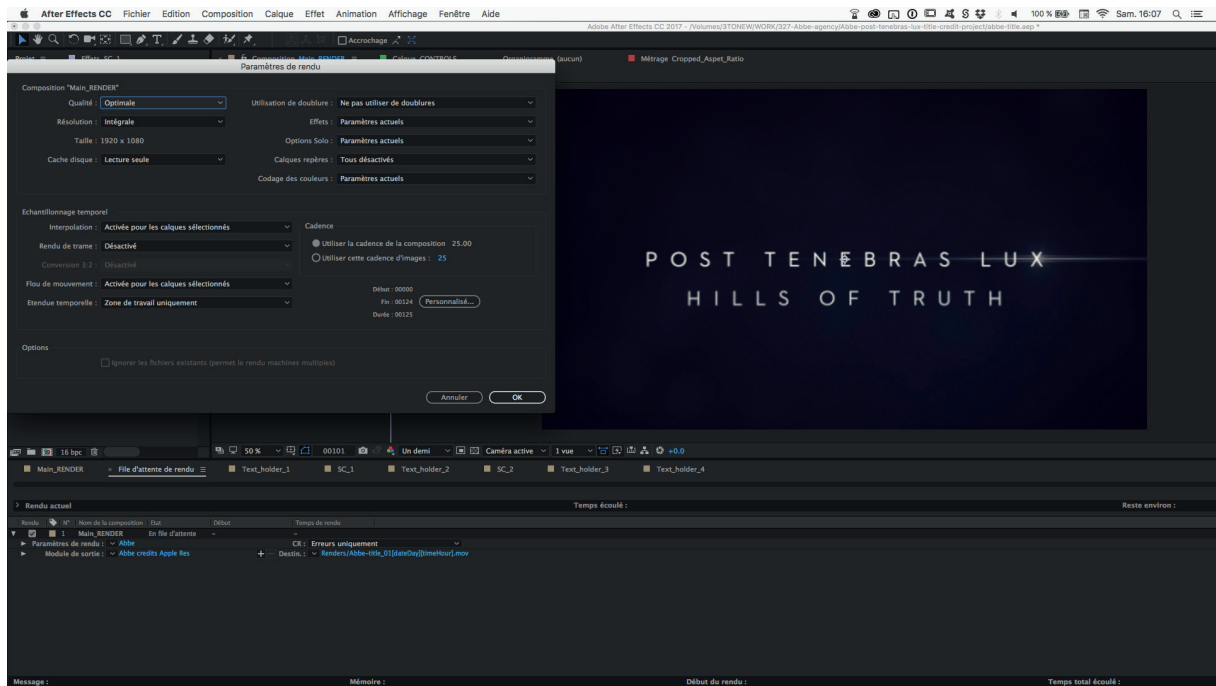 After Effects CC Fichier Edition Composition Calque Effet Animation Affichage Fenêtre Aide 100 % Sam. 16:07
Adobe After Effects CC 2017 - /Volumes/3TONEW/WORK/327-Abbe-agency/Abbe-post-tenebras-lux-title-credit-project/abbe-title.aep *
Accrochage
Projet Effets SC_1 Composition Main_RENDER Calque CONTROLS Organigramme (aucun) Métrage Cropped_Aspet_Ratio
Paramètres de rendu
Composition "Main_RENDER"
Qualité : Optimale Utilisation de doublure : Ne pas utiliser de doublures
Résolution : Intégrale Effets : Paramètres actuels
Taille : 1920 x 1080 Options Solo : Paramètres actuels
Cache disque : Lecture seule Calques repères : Tous désactivés
Codage des couleurs : Paramètres actuels
Echantillonnage temporel
Interpolation : Activée pour les calques sélectionnés Cadence
Rendu de trame : Désactivé Utiliser la cadence de la composition 25.00
Conversion 3:2 : Désactivé Utiliser cette cadence d'images : 25
Flou de mouvement : Activée pour les calques sélectionnés Début : 00000
Etendue temporelle : Zone de travail uniquement Fin : 00124 Personnalisé...
Durée : 00125
Options
Ignorer les fichiers existants (permet le rendu machines multiples)
Annuler OK
POST TENEBRAS LUX
HILLS OF TRUTH
16 bpc 50 % 00101 Un demi Caméra active 1 vue +0.0
Main_RENDER × File d'attente de rendu Text_holder_1 SC_1 Text_holder_2 SC_2 Text_holder_3 Text_holder_4
Rendu actuel Temps écoulé : Reste environ :
Rendu N° Nom de la composition Etat Début Temps de rendu
1 Main_RENDER En file d'attente – –
Paramètres de rendu : Abbe CR : Erreurs uniquement
Module de sortie : Abbe credits Apple Res + – Destin. : Renders/Abbe-title_01[dateDay][timeHour].mov
Message : Mémoire : Début du rendu : Temps total écoulé :